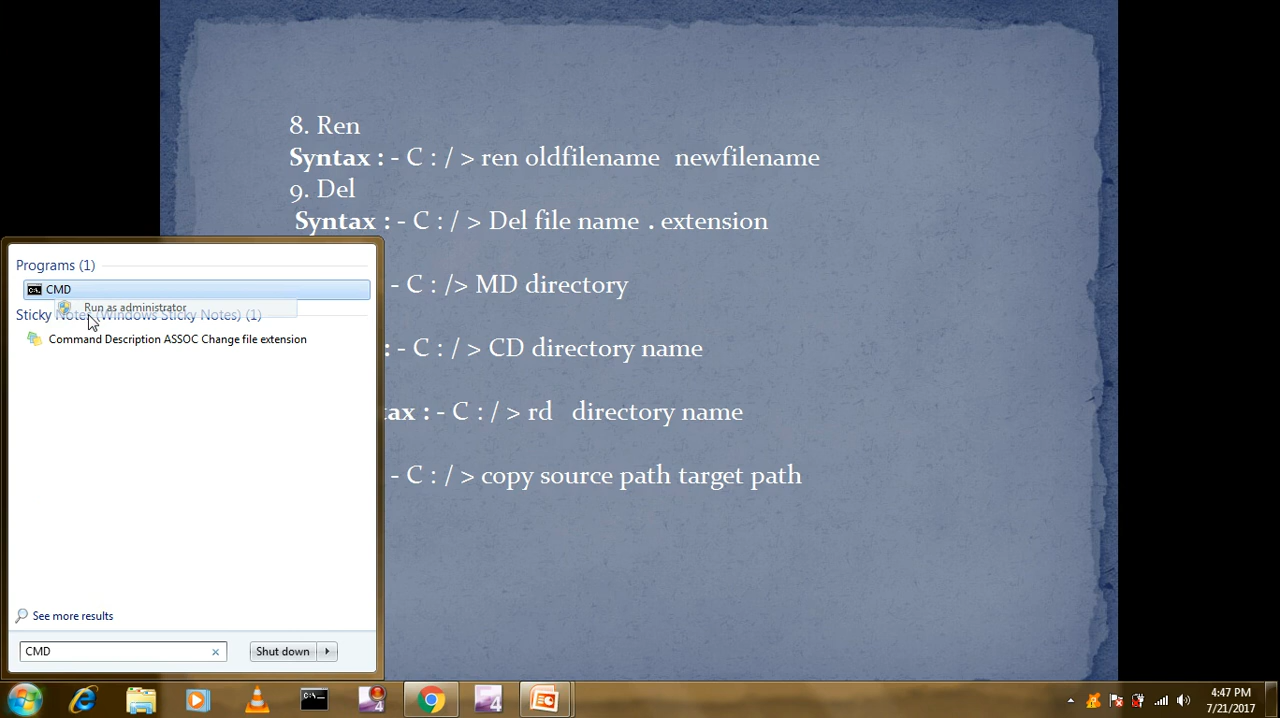 8. Ren
Syntax : - C : / > ren oldfilename newfilename
9. Del
Syntax : - C : / > Del file name . extension
- C : /> MD directory
: - C : / > CD directory name
tax : - C : / > rd directory name
- C : / > copy source path target path
Programs (1)
CMD
Run as administrator
Sticky Notes (Windows Sticky Notes) (1)
Command Description ASSOC Change file extension
See more results
CMD
Shut down
4:47 PM
7/21/2017